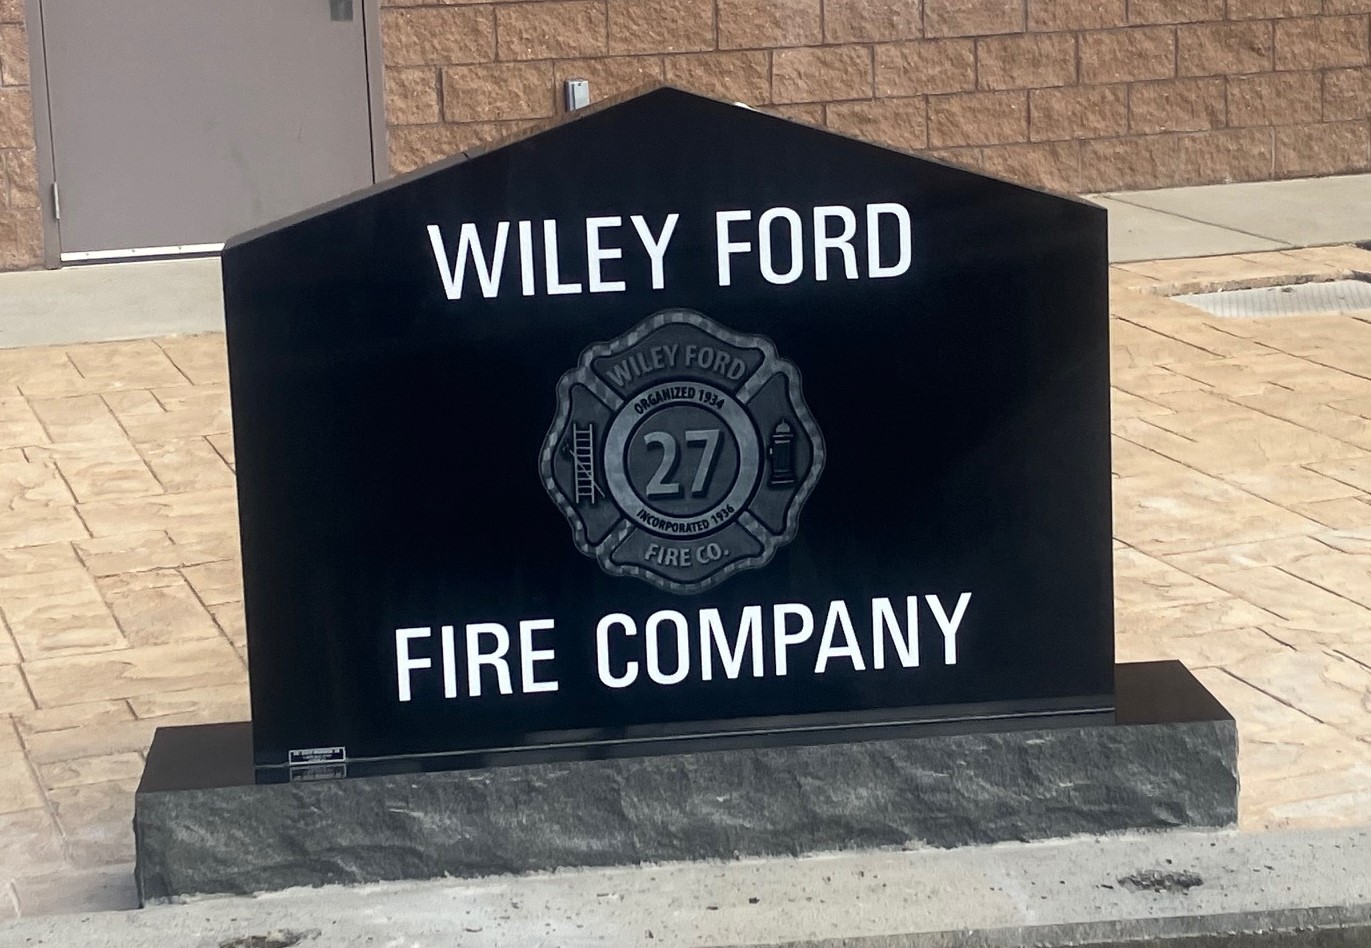 WILEY FORD
WILEY FORD
ORGANIZED 1934
27
INCORPORATED 1936
FIRE CO.
FIRE COMPANY